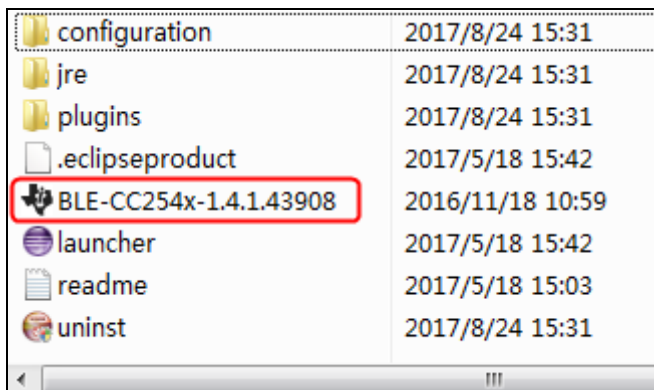 configuration 2017/8/24 15:31
jre 2017/8/24 15:31
plugins 2017/8/24 15:31
.eclipseproduct 2017/5/18 15:42
BLE-CC254x-1.4.1.43908 2016/11/18 10:59
launcher 2017/5/18 15:42
readme 2017/5/18 15:03
uninst 2017/8/24 15:31